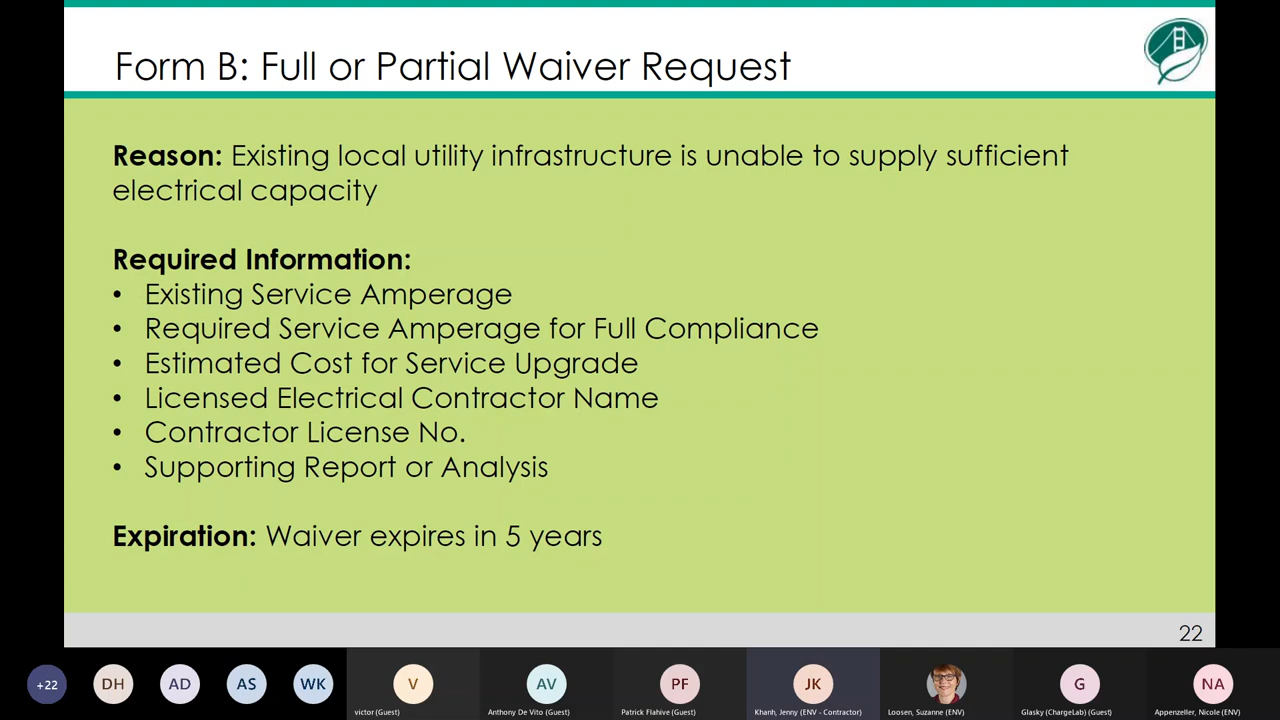 Form B: Full or Partial Waiver Request
Reason: Existing local utility infrastructure is unable to supply sufficient
electrical capacity
Required Information:
• Existing Service Amperage
• Required Service Amperage for Full Compliance
• Estimated Cost for Service Upgrade
• Licensed Electrical Contractor Name
• Contractor License No.
• Supporting Report or Analysis
Expiration: Waiver expires in 5 years
22
+22 DH AD AS WK V AV PF JK G NA
victor (Guest) Anthony De Vito (Guest) Patrick Flahive (Guest) Khanh, Jenny (ENV - Contractor) Loosen, Suzanne (ENV) Glasky (ChargeLab) (Guest) Appenzeller, Nicole (ENV)